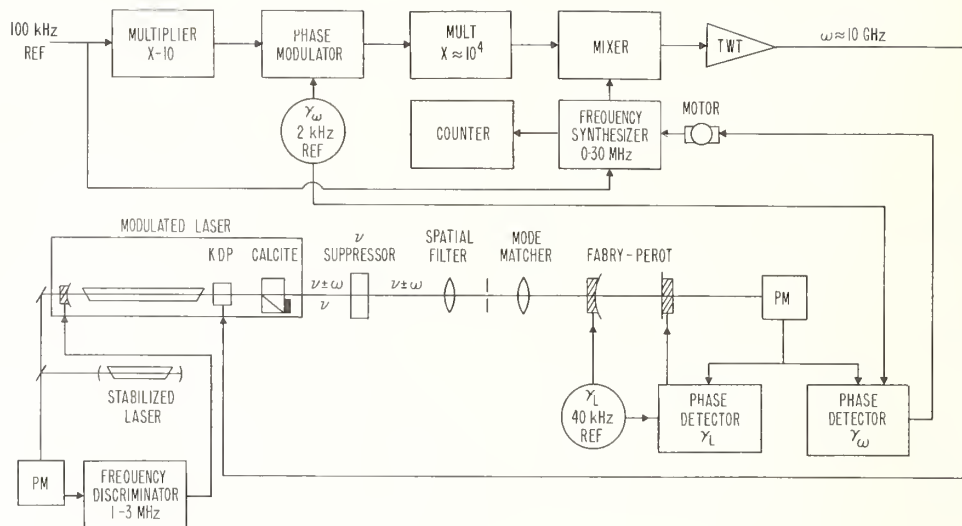 100 kHz
REF
MULTIPLIER
X-10
PHASE
MODULATOR
MULT
X ≈ 10⁴
MIXER
TWT
ω ≈ 10 GHz
γω
2 kHz
REF
COUNTER
FREQUENCY
SYNTHESIZER
0-30 MHz
MOTOR
MODULATED LASER
KDP
CALCITE
ν
SUPPRESSOR
SPATIAL
FILTER
MODE
MATCHER
FABRY-PEROT
ν±ω
ν
ν±ω
PM
STABILIZED
LASER
γL
40 kHz
REF
PHASE
DETECTOR
γL
PHASE
DETECTOR
γω
PM
FREQUENCY
DISCRIMINATOR
1-3 MHz